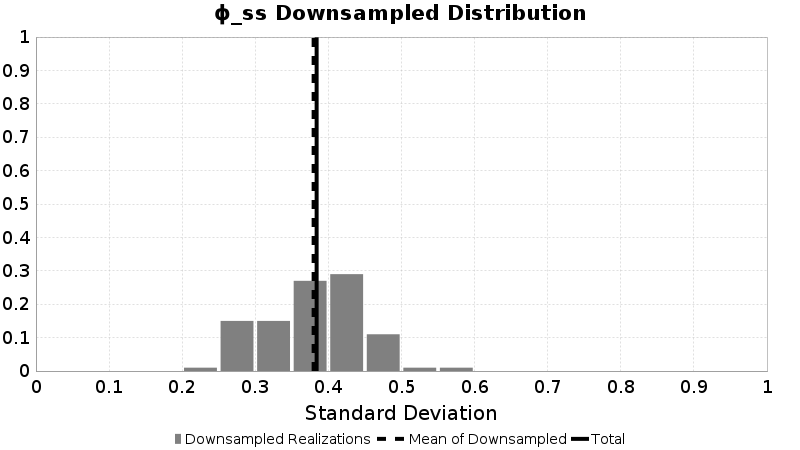 ϕ_ss Downsampled Distribution
1
0.9
0.8
0.7
0.6
0.5
0.4
0.3
0.2
0.1
0
0 0.1 0.2 0.3 0.4 0.5 0.6 0.7 0.8 0.9 1
Standard Deviation
Downsampled Realizations Mean of Downsampled Total